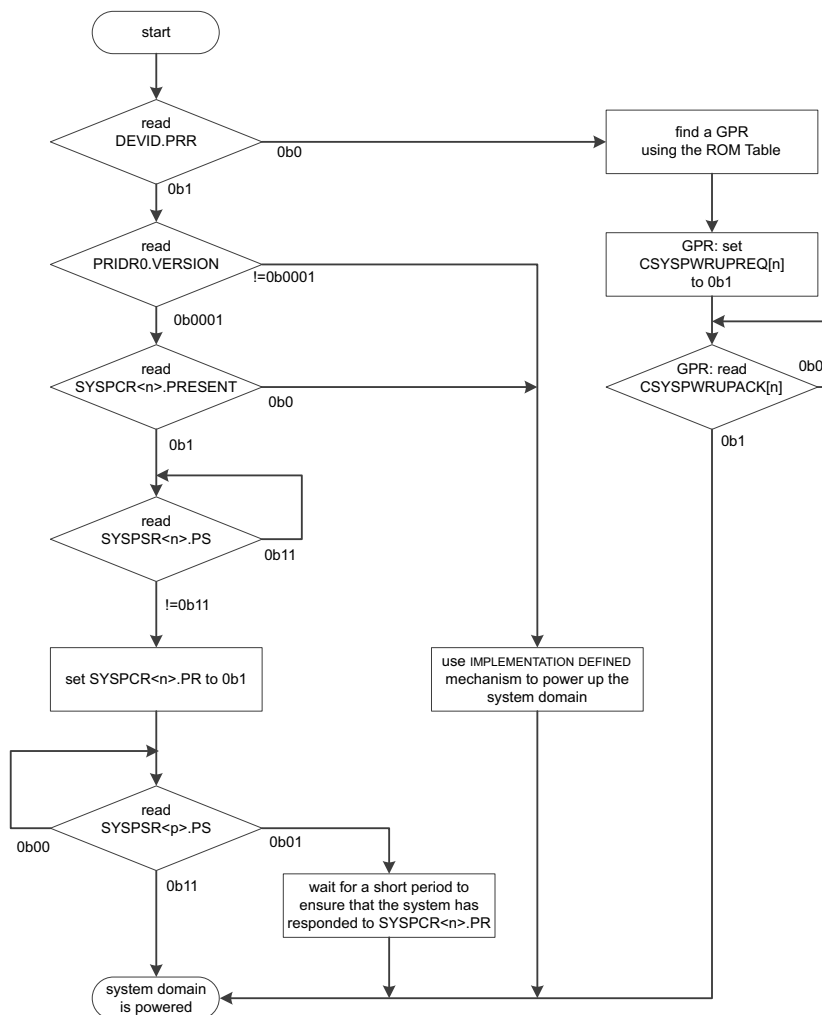 start
read
DEVID.PRR
0b0
0b1
find a GPR
using the ROM Table
read
PRIDR0.VERSION
!=0b0001
0b0001
GPR: set
CSYSPWRUPREQ[n]
to 0b1
read
SYSPCR<n>.PRESENT
0b0
0b1
GPR: read
CSYSPWRUPACK[n]
0b0
0b1
read
SYSPSR<n>.PS
0b11
!=0b11
set SYSPCR<n>.PR to 0b1
use IMPLEMENTATION DEFINED
mechanism to power up the
system domain
read
SYSPSR<p>.PS
0b00
0b01
0b11
wait for a short period to
ensure that the system has
responded to SYSPCR<n>.PR
system domain
is powered